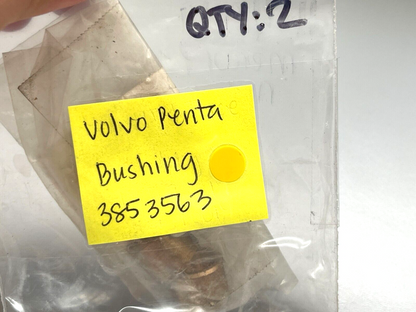 QTY:2
Volvo Penta
Bushing
3853563